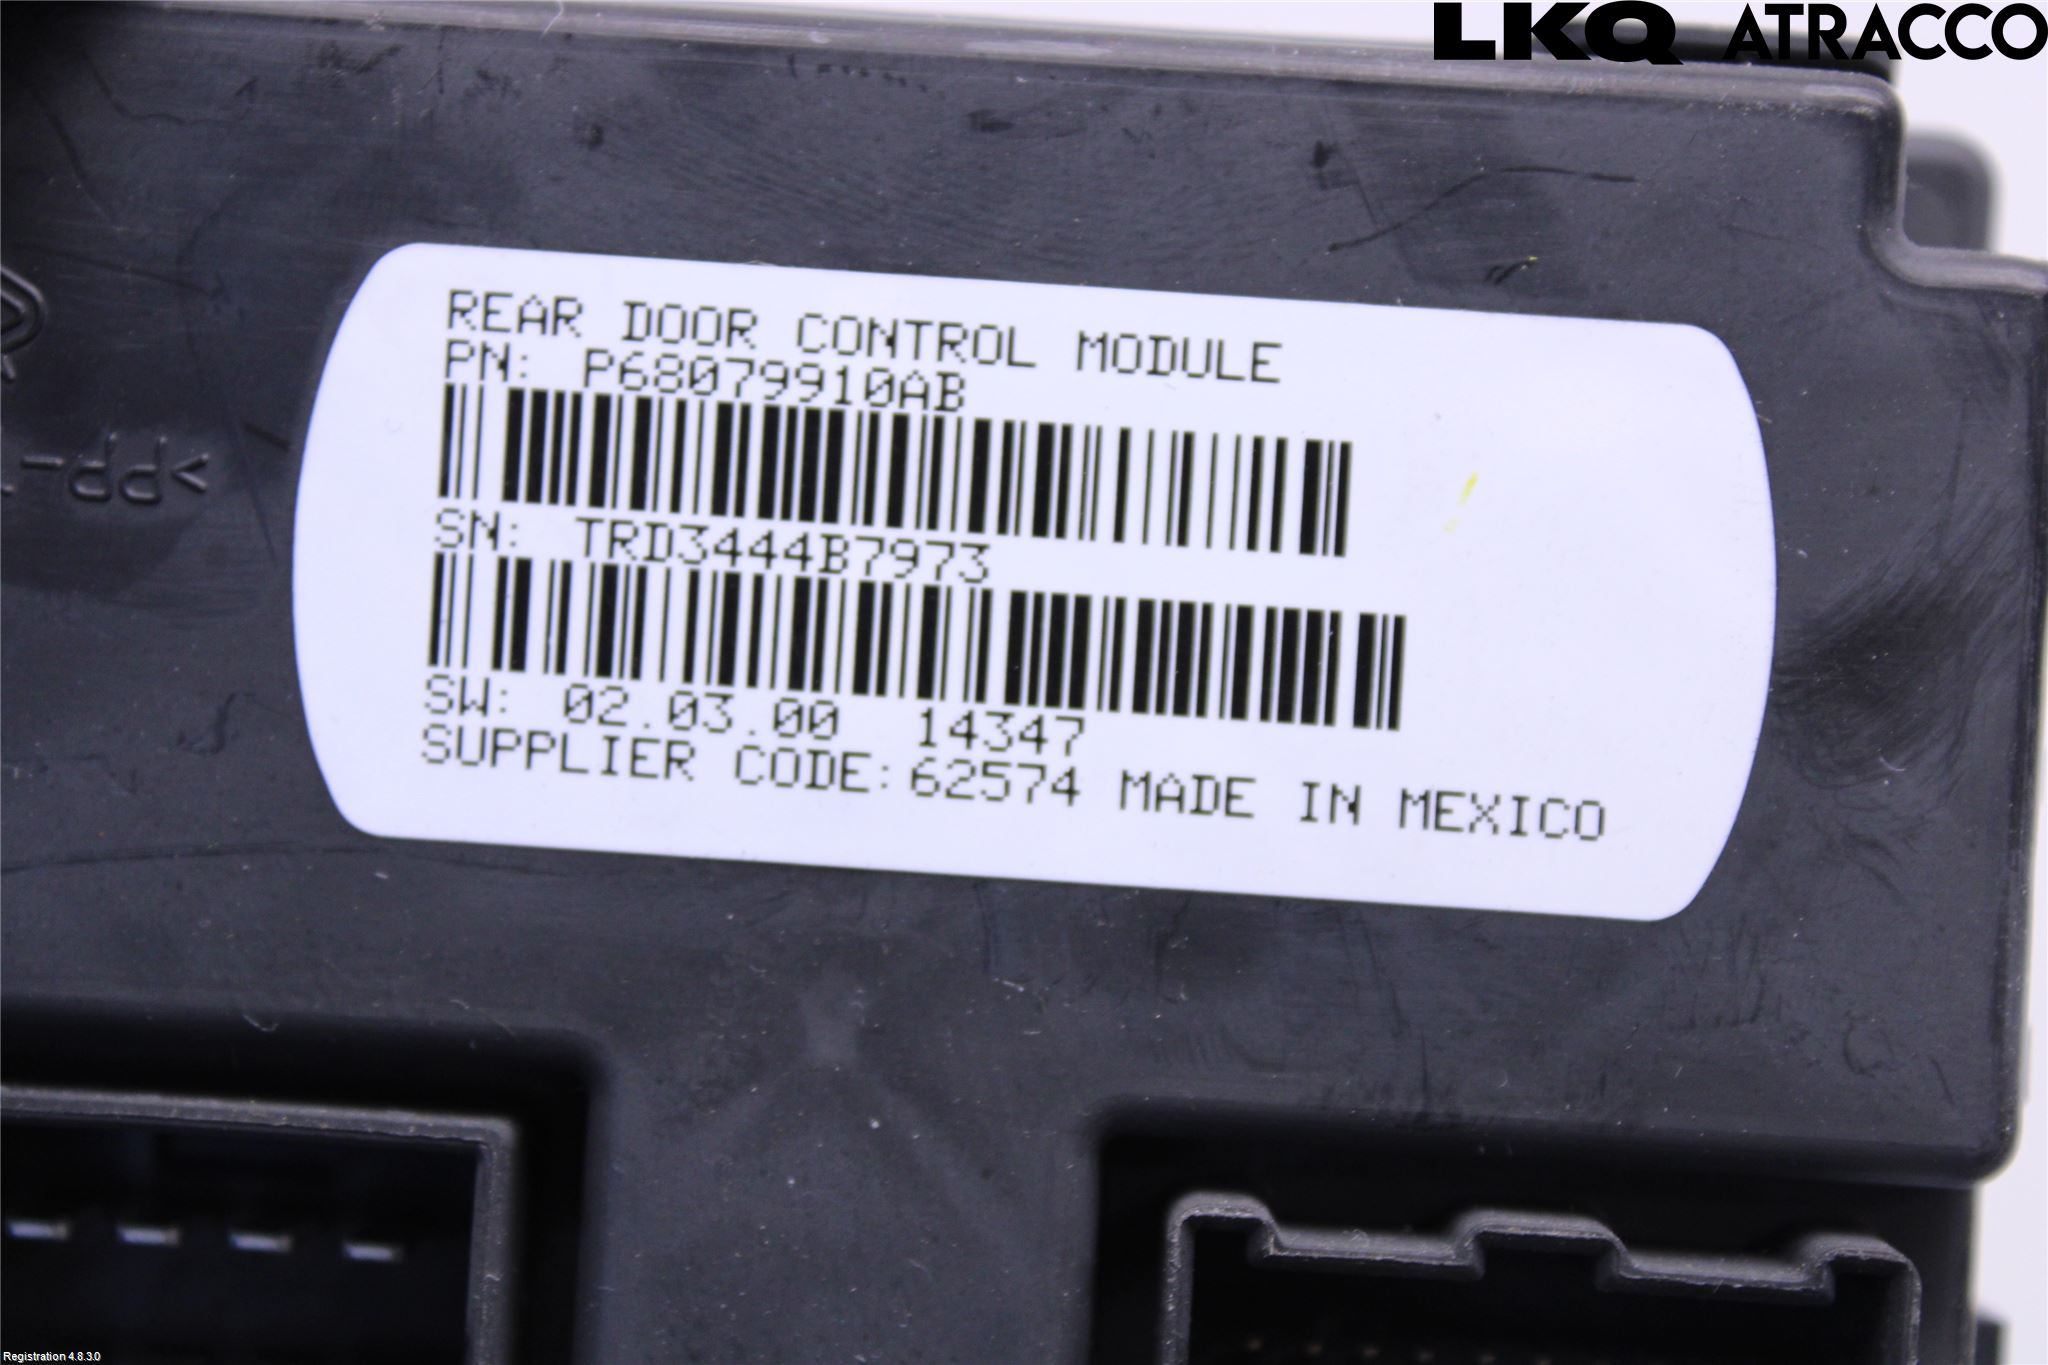 LKQ ATRACCO
REAR DOOR CONTROL MODULE
PN: P68079910AB
SN: TRD3444B7973
SW: 02.03.00 14347
SUPPLIER CODE: 62574 MADE IN MEXICO
>PP-
Registration 4.8.3.0